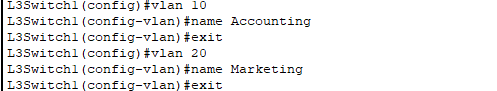 L3Switch1(config)#vlan 10
L3Switch1(config-vlan)#name Accounting
L3Switch1(config-vlan)#exit
L3Switch1(config)#vlan 20
L3Switch1(config-vlan)#name Marketing
L3Switch1(config-vlan)#exit